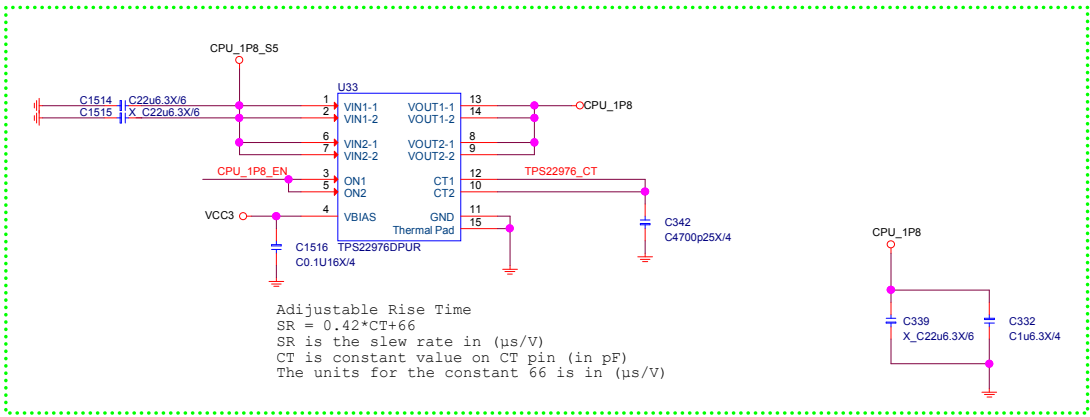 CPU_1P8_S5
U33
C1514 C22u6.3X/6
C1515 X_C22u6.3X/6
1 VIN1-1 VOUT1-1 13 CPU_1P8
2 VIN1-2 VOUT1-2 14
6 VIN2-1 VOUT2-1 8
7 VIN2-2 VOUT2-2 9
CPU_1P8_EN 3 ON1 CT1 12 TPS22976_CT
5 ON2 CT2 10
VCC3 4 VBIAS GND 11
Thermal Pad 15
C342
C4700p25X/4
C1516 TPS22976DPUR
C0.1U16X/4
CPU_1P8
C339 C332
X_C22u6.3X/6 C1u6.3X/4
Adijustable Rise Time
SR = 0.42*CT+66
SR is the slew rate in (µs/V)
CT is constant value on CT pin (in pF)
The units for the constant 66 is in (µs/V)